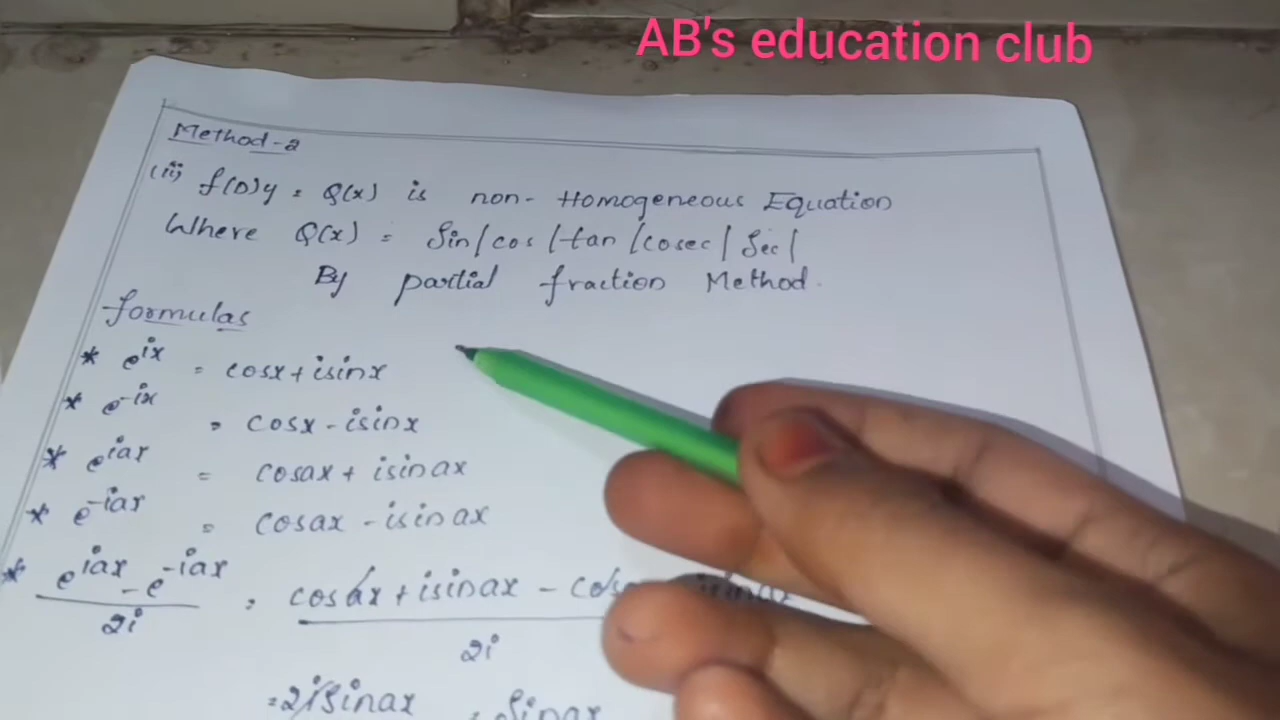 AB's education club
Method-2
(ii) f(D)y = Q(x) is non-Homogeneous Equation
Where Q(x) = Sin/cos/tan/cosec/Sec/
By partial fraction Method.
formulas
* e^ix = cosx + isinx
* e^-ix = cosx - isinx
* e^iax = cosax + isinax
* e^-iax = cosax - isinax
* e^iax - e^-iax / 2i = cosax + isinax - cos / 2i
= 2isinax = Sinax